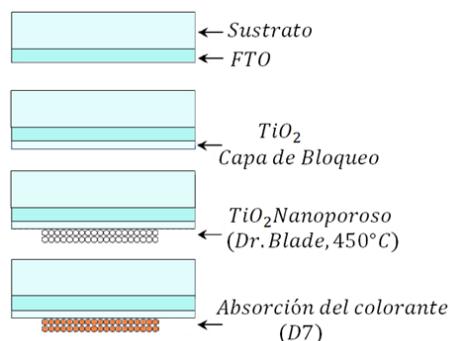 Sustrato
FTO
TiO₂
Capa de Bloqueo
TiO₂Nanoporoso
(Dr.Blade, 450°C)
Absorción del colorante
(D7)